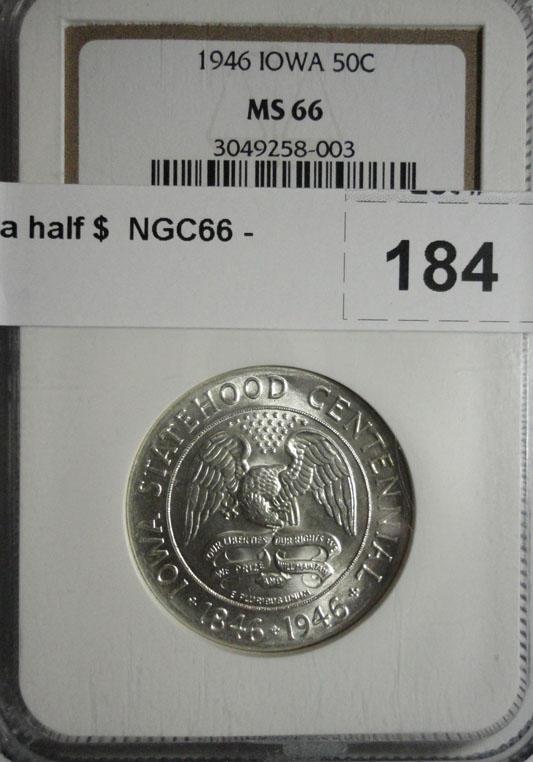 1946 IOWA 50C
MS 66
3049258-003
a half $ NGC66 -
184
IOWA STATEHOOD CENTENNIAL
OUR LIBERTIES OUR RIGHTS
WE PRIZE WE MAINTAIN
AND
E PLURIBUS UNUM
1846 1946